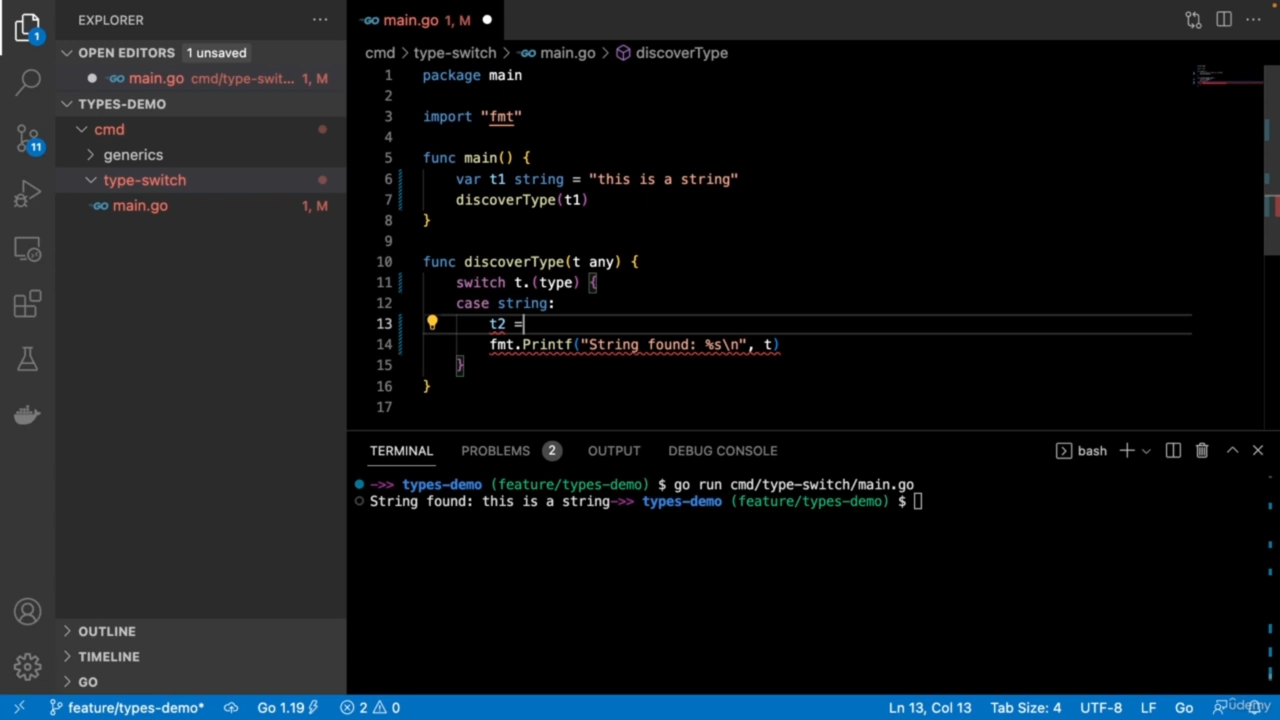 EXPLORER
OPEN EDITORS 1 unsaved
main.go cmd/type-swit... 1, M
TYPES-DEMO
cmd
generics
type-switch
main.go 1, M
OUTLINE
TIMELINE
GO
1
11
main.go 1, M
cmd > type-switch > main.go > discoverType
1 package main
2
3 import "fmt"
4
5 func main() {
6 var t1 string = "this is a string"
7 discoverType(t1)
8 }
9
10 func discoverType(t any) {
11 switch t.(type) {
12 case string:
13 t2 =
14 fmt.Printf("String found: %s\n", t)
15 }
16 }
17
TERMINAL PROBLEMS 2 OUTPUT DEBUG CONSOLE bash
->> types-demo (feature/types-demo) $ go run cmd/type-switch/main.go
String found: this is a string->> types-demo (feature/types-demo) $
feature/types-demo* Go 1.19 2 0 Ln 13, Col 13 Tab Size: 4 UTF-8 LF Go
ûdemy